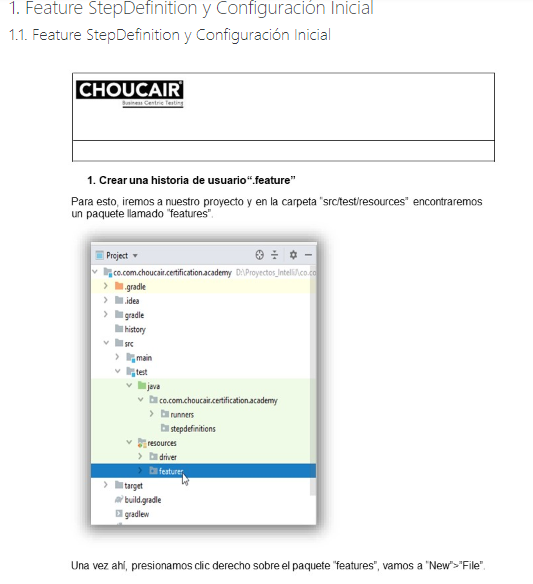 1. Feature StepDefinition y Configuración Inicial
1.1. Feature StepDefinition y Configuración Inicial
CHOUCAIR
Business Centric Testing
1. Crear una historia de usuario“.feature”
Para esto, iremos a nuestro proyecto y en la carpeta "src/test/resources" encontraremos
un paquete llamado "features".
Project
co.com.choucair.certification.academy D:\Proyectos_IntelliJ\co.co
.gradle
.idea
gradle
history
src
main
test
java
co.com.choucair.certification.academy
runners
stepdefinitions
resources
driver
features
target
build.gradle
gradlew
Una vez ahí, presionamos clic derecho sobre el paquete "features", vamos a "New">"File".